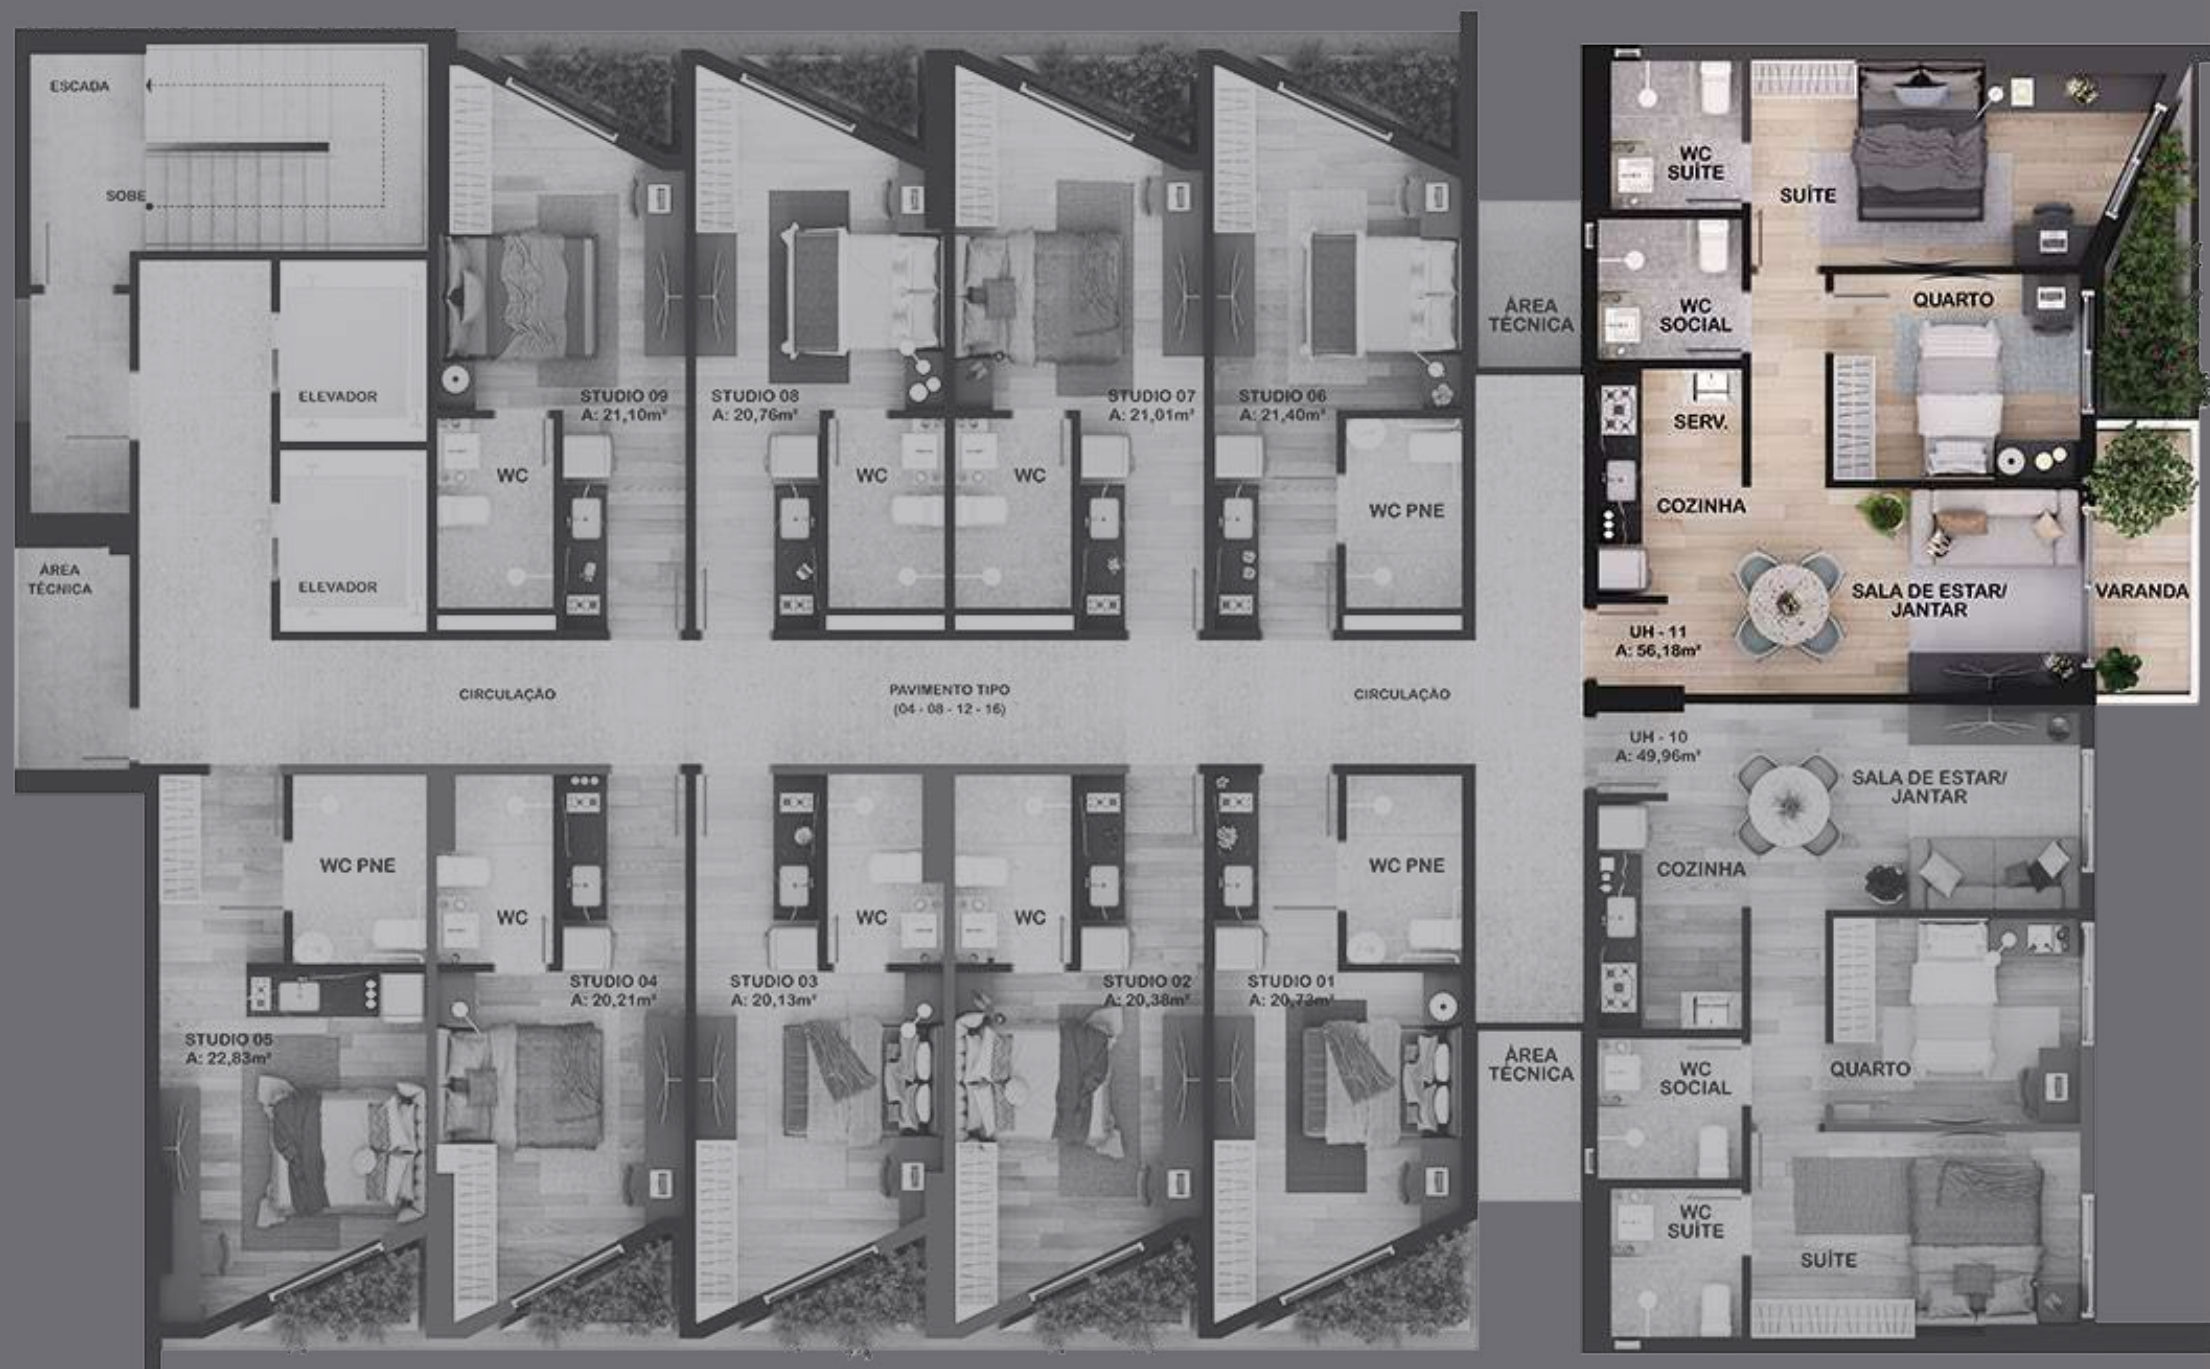 ESCADA
SOBE
ELEVADOR
ELEVADOR
ÁREA
TÉCNICA
STUDIO 09
A: 21,10m²
WC
STUDIO 08
A: 20,76m²
WC
STUDIO 07
A: 21,01m²
WC
STUDIO 06
A: 21,40m²
WC PNE
ÁREA
TÉCNICA
WC
SUÍTE
SUÍTE
WC
SOCIAL
QUARTO
SERV.
COZINHA
SALA DE ESTAR/
JANTAR
VARANDA
UH - 11
A: 56,18m²
CIRCULAÇÃO
PAVIMENTO TIPO
(04 - 08 - 12 - 16)
CIRCULAÇÃO
UH - 10
A: 49,96m²
SALA DE ESTAR/
JANTAR
COZINHA
WC PNE
STUDIO 05
A: 22,83m²
WC
STUDIO 04
A: 20,21m²
WC
STUDIO 03
A: 20,13m²
WC
STUDIO 02
A: 20,38m²
WC PNE
STUDIO 01
A: 20,73m²
ÁREA
TÉCNICA
WC
SOCIAL
QUARTO
WC
SUÍTE
SUÍTE